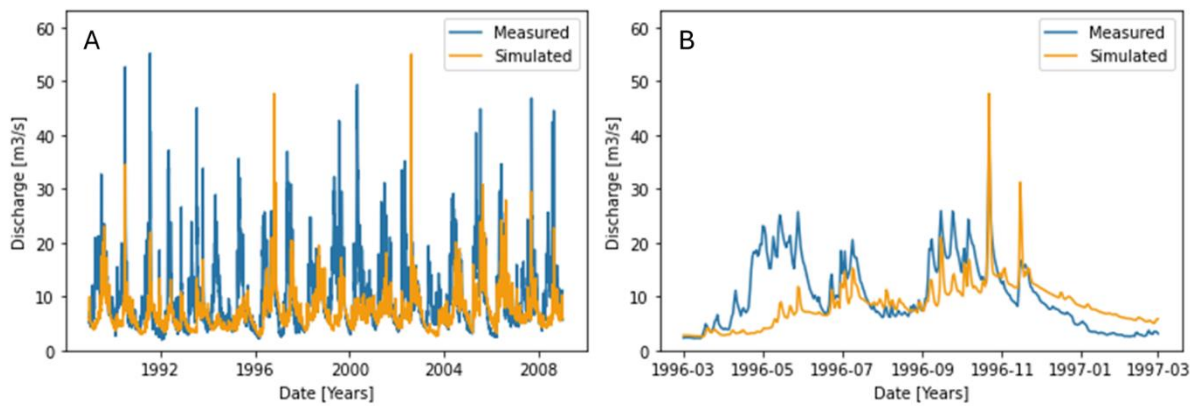 A
Measured
Simulated
Discharge [m3/s]
60
50
40
30
20
10
0
1992 1996 2000 2004 2008
Date [Years]
B
Measured
Simulated
Discharge [m3/s]
60
50
40
30
20
10
0
1996-03 1996-05 1996-07 1996-09 1996-11 1997-01 1997-03
Date [Years]